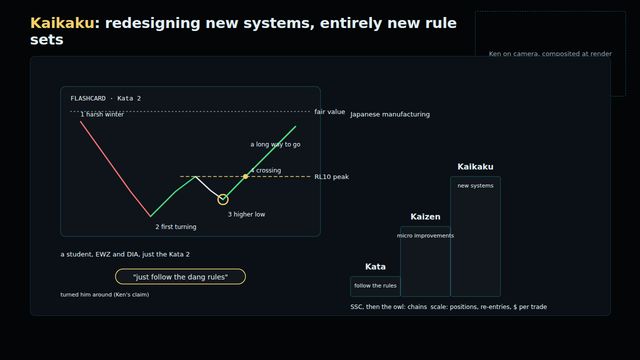 Kaikaku: redesigning new systems, entirely new rule
sets
Ken on camera, composited at render
FLASHCARD · Kata 2
1 harsh winter
fair value
Japanese manufacturing
a long way to go
4 crossing
RL10 peak
3 higher low
2 first turning
Kaikaku
new systems
Kaizen
micro improvements
Kata
follow the rules
a student, EWZ and DIA, just the Kata 2
"just follow the dang rules"
turned him around (Ken's claim)
SSC, then the owl: chains scale: positions, re-entries, $ per trade